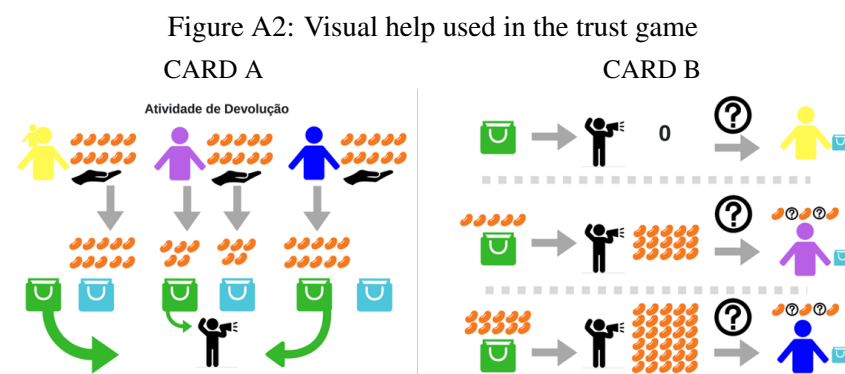 Figure A2: Visual help used in the trust game
CARD A
CARD B
Atividade de Devolução
0
?
?
? ?
?
? ?